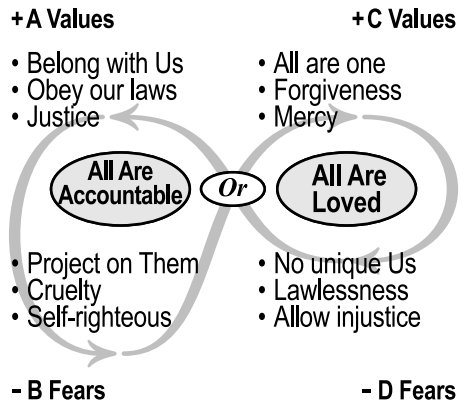 +A Values
• Belong with Us
• Obey our laws
• Justice
+C Values
• All are one
• Forgiveness
• Mercy
All Are
Accountable
Or
All Are
Loved
• Project on Them
• Cruelty
• Self-righteous
- B Fears
• No unique Us
• Lawlessness
• Allow injustice
- D Fears